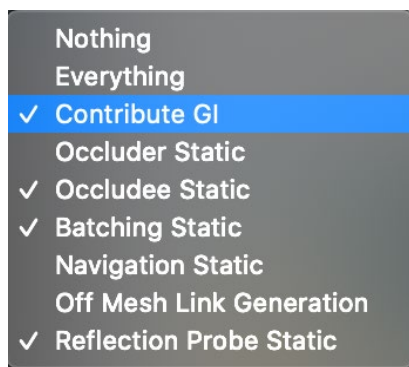 Nothing
Everything
✓ Contribute GI
Occluder Static
✓ Occludee Static
✓ Batching Static
Navigation Static
Off Mesh Link Generation
✓ Reflection Probe Static